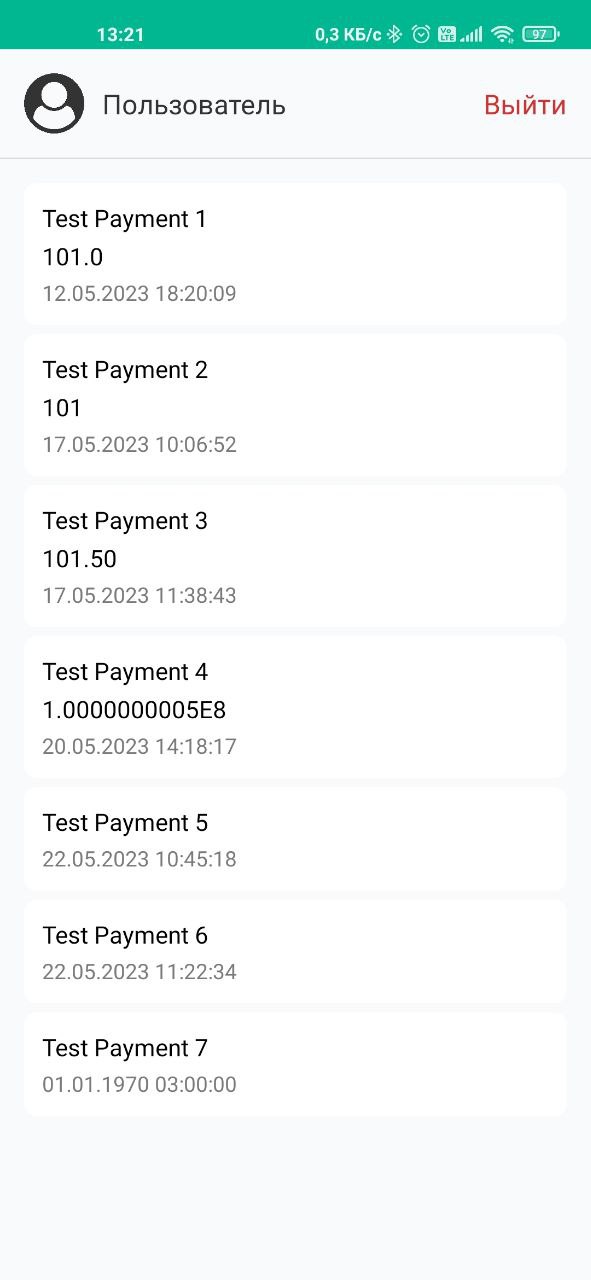 13:21 0,3 КБ/с Vo LTE 97
Пользователь Выйти
Test Payment 1
101.0
12.05.2023 18:20:09
Test Payment 2
101
17.05.2023 10:06:52
Test Payment 3
101.50
17.05.2023 11:38:43
Test Payment 4
1.0000000005E8
20.05.2023 14:18:17
Test Payment 5
22.05.2023 10:45:18
Test Payment 6
22.05.2023 11:22:34
Test Payment 7
01.01.1970 03:00:00